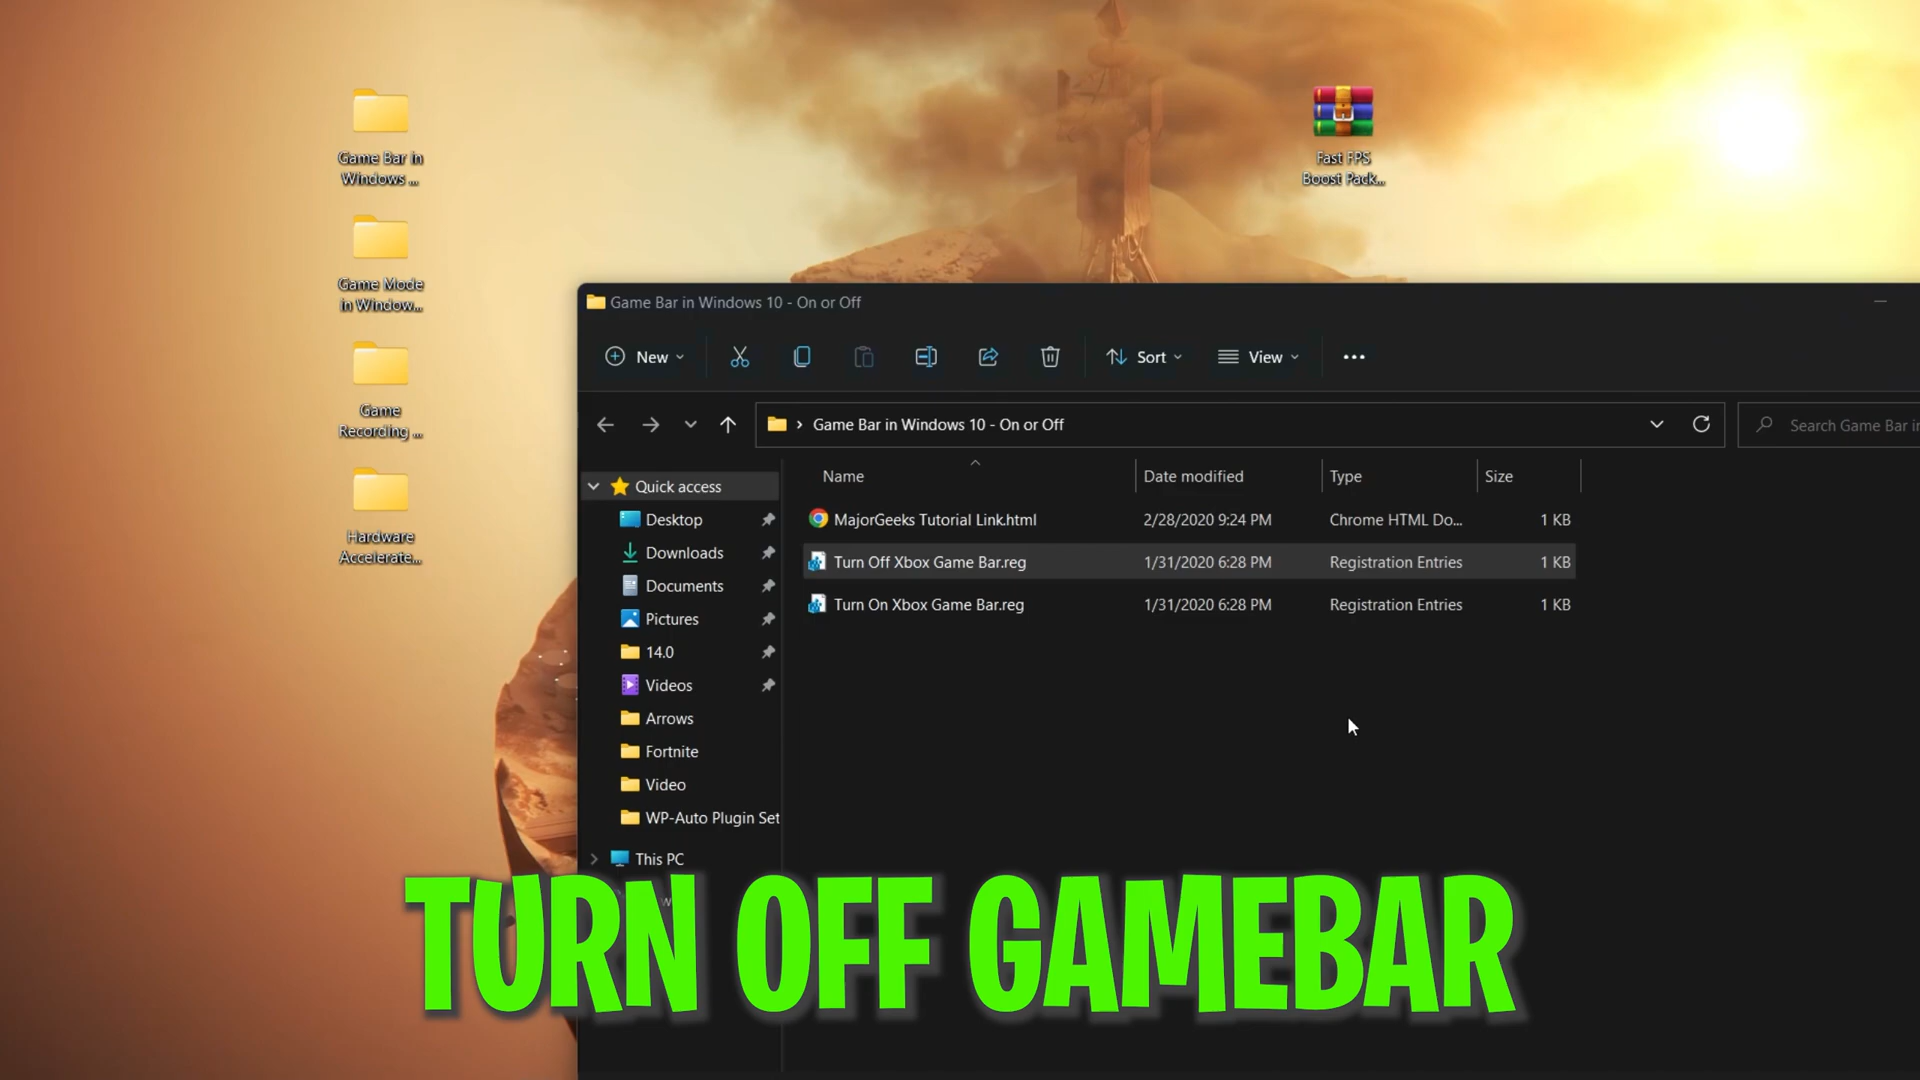 Game Bar in
Windows ...
Game Mode
in Window...
Game
Recording ...
Hardware
Accelerate...
Fast FPS
Boost Pack...
Game Bar in Windows 10 - On or Off
New
Sort
View
Game Bar in Windows 10 - On or Off
Search Game Bar in
Name
Date modified
Type
Size
Quick access
Desktop
Downloads
Documents
Pictures
14.0
Videos
Arrows
Fortnite
Video
WP-Auto Plugin Set
This PC
MajorGeeks Tutorial Link.html 2/28/2020 9:24 PM Chrome HTML Do... 1 KB
Turn Off Xbox Game Bar.reg 1/31/2020 6:28 PM Registration Entries 1 KB
Turn On Xbox Game Bar.reg 1/31/2020 6:28 PM Registration Entries 1 KB
TURN OFF GAMEBAR